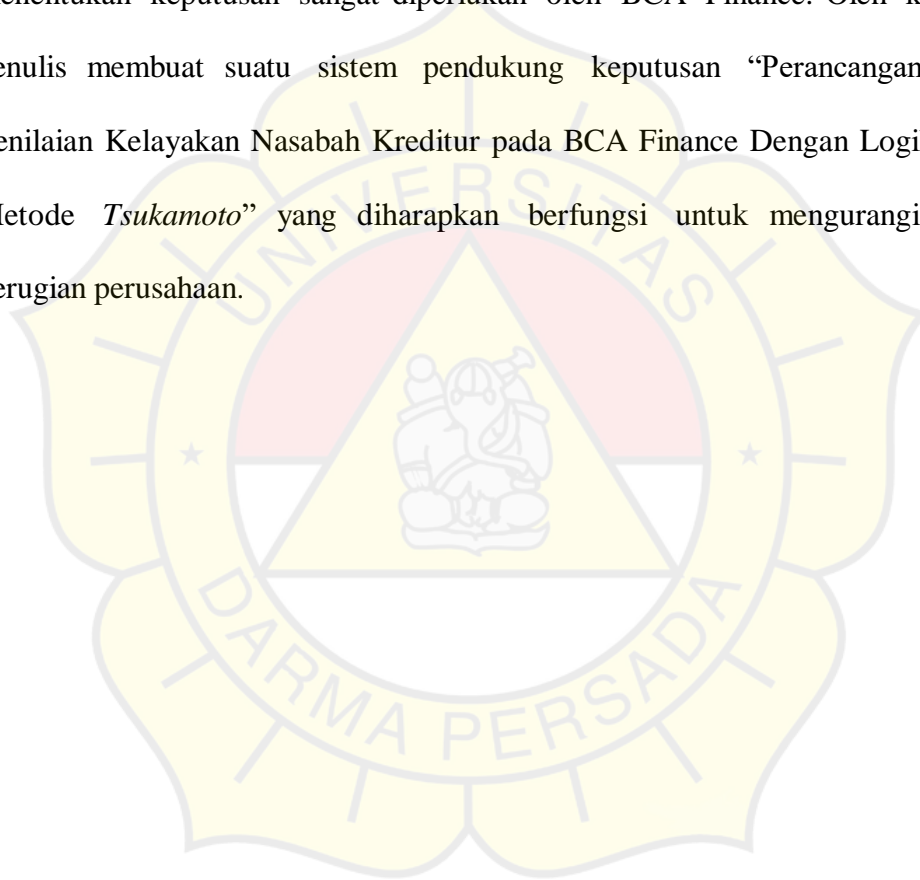 menentukan keputusan sangat diperlukan oleh BCA Finance. Oleh k
enulis membuat suatu sistem pendukung keputusan “Perancangan
enilaian Kelayakan Nasabah Kreditur pada BCA Finance Dengan Logi
Metode Tsukamoto” yang diharapkan berfungsi untuk mengurangi
erugian perusahaan.
UNIVERSITAS
DARMA PERSADA